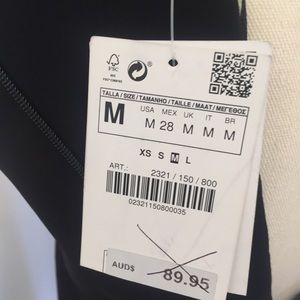 FSC
TALLA / SIZE / TAMANHO / TAILLE / MAAT / ΜΕΓΕΘΟΣ
M
USA MEX UK IT BR
M 28 M M M
XS S M L
ART.: 2321 / 150 / 800
02321150800035
AUD$ 89.95